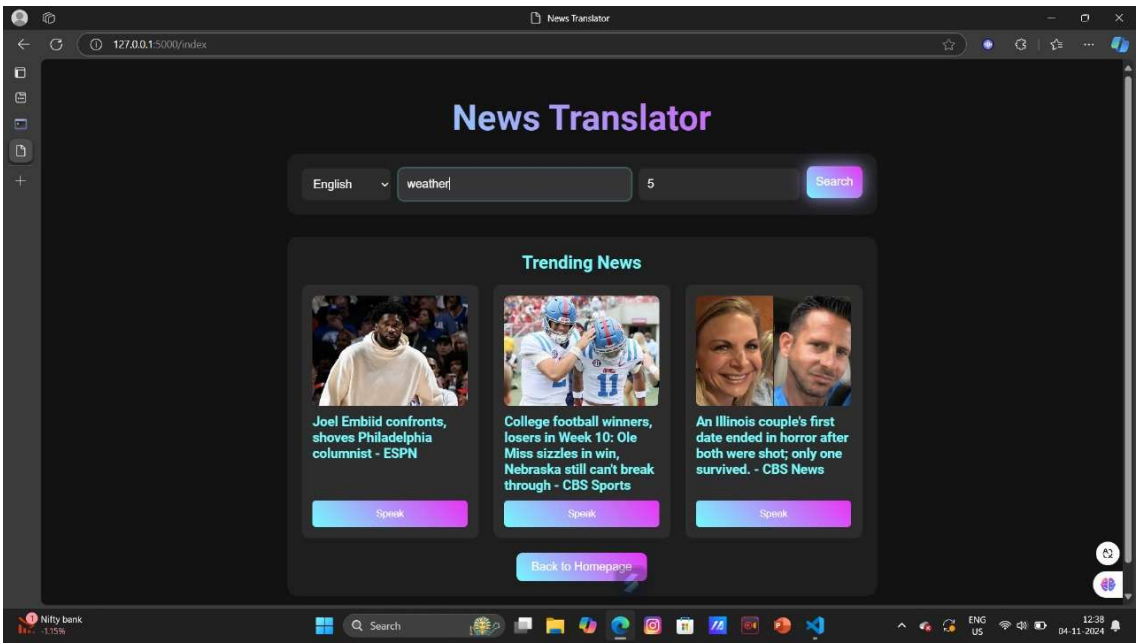 News Translator
127.0.0.1:5000/index
News Translator
English
weather
5
Search
Trending News
Joel Embiid confronts,
shoves Philadelphia
columnist - ESPN
Speak
College football winners,
losers in Week 10: Ole
Miss sizzles in win,
Nebraska still can't break
through - CBS Sports
Speak
An Illinois couple's first
date ended in horror after
both were shot; only one
survived. - CBS News
Speak
Back to Homepage
1
Nifty bank
-1.15%
Search
ENG
US
12:38
04-11-2024
11